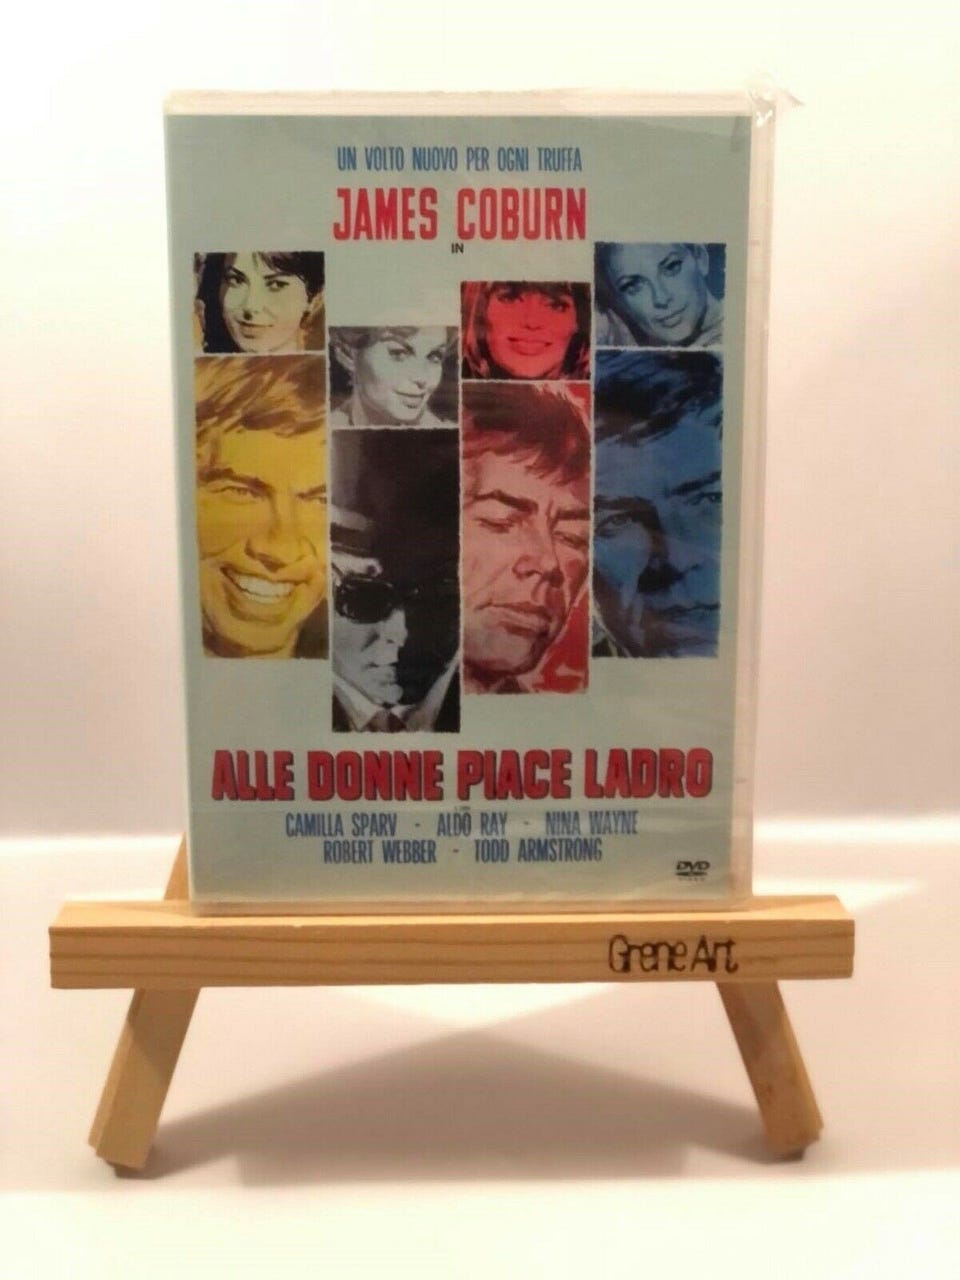 UN VOLTO NUOVO PER OGNI TRUFFA
JAMES COBURN
IN
ALLE DONNE PIACE LADRO
CAMILLA SPARV - ALDO RAY - NINA WAYNE
ROBERT WEBBER - TODD ARMSTRONG
DVD
VIDEO
Grene Art